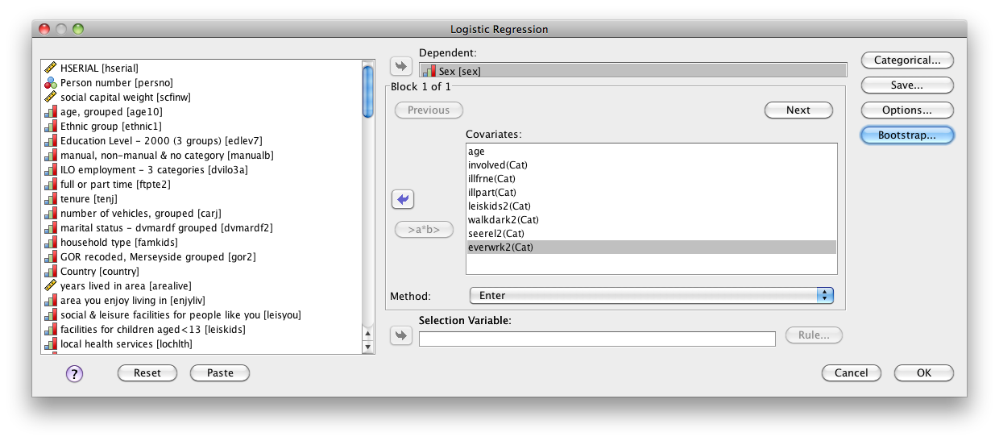 Logistic Regression
HSERIAL [hserial]
Person number [persno]
social capital weight [scfinw]
age, grouped [age10]
Ethnic group [ethnic1]
Education Level – 2000 (3 groups) [edlev7]
manual, non-manual & no category [manualb]
ILO employment – 3 categories [dvilo3a]
full or part time [ftpte2]
tenure [tenj]
number of vehicles, grouped [carj]
marital status – dvmardf grouped [dvmardf2]
household type [famkids]
GOR recoded, Merseyside grouped [gor2]
Country [country]
years lived in area [arealive]
area you enjoy living in [enjyliv]
social & leisure facilities for people like you [leisyou]
facilities for children aged<13 [leiskids]
local health services [lochlth]
Dependent:
Sex [sex]
Block 1 of 1
Previous
Next
Covariates:
age
involved(Cat)
illfrne(Cat)
illpart(Cat)
leiskids2(Cat)
walkdark2(Cat)
seerel2(Cat)
everwrk2(Cat)
>a*b>
Method:
Enter
Selection Variable:
Rule...
Categorical...
Save...
Options...
Bootstrap...
?
Reset
Paste
Cancel
OK